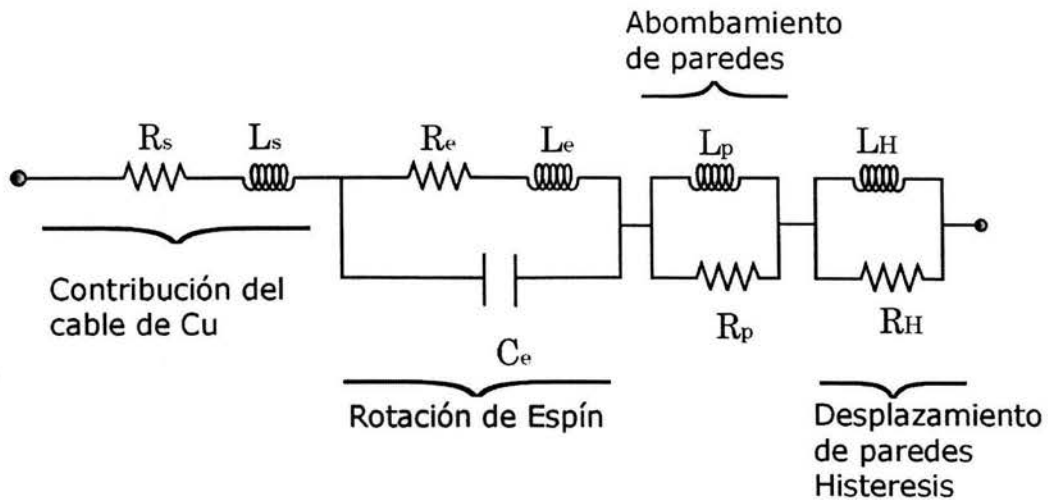 Abombamiento
de paredes
Rs
Ls
Re
Le
Lp
LH
Contribución del
cable de Cu
Ce
Rp
RH
Rotación de Espín
Desplazamiento
de paredes
Histeresis